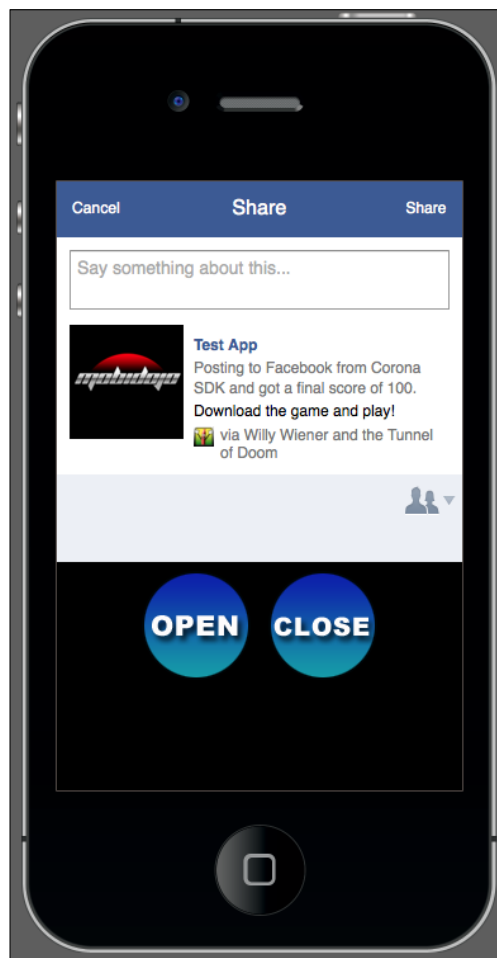 Cancel Share Share
Say something about this...
mobidojo
Test App
Posting to Facebook from Corona
SDK and got a final score of 100.
Download the game and play!
via Willy Wiener and the Tunnel
of Doom
OPEN CLOSE